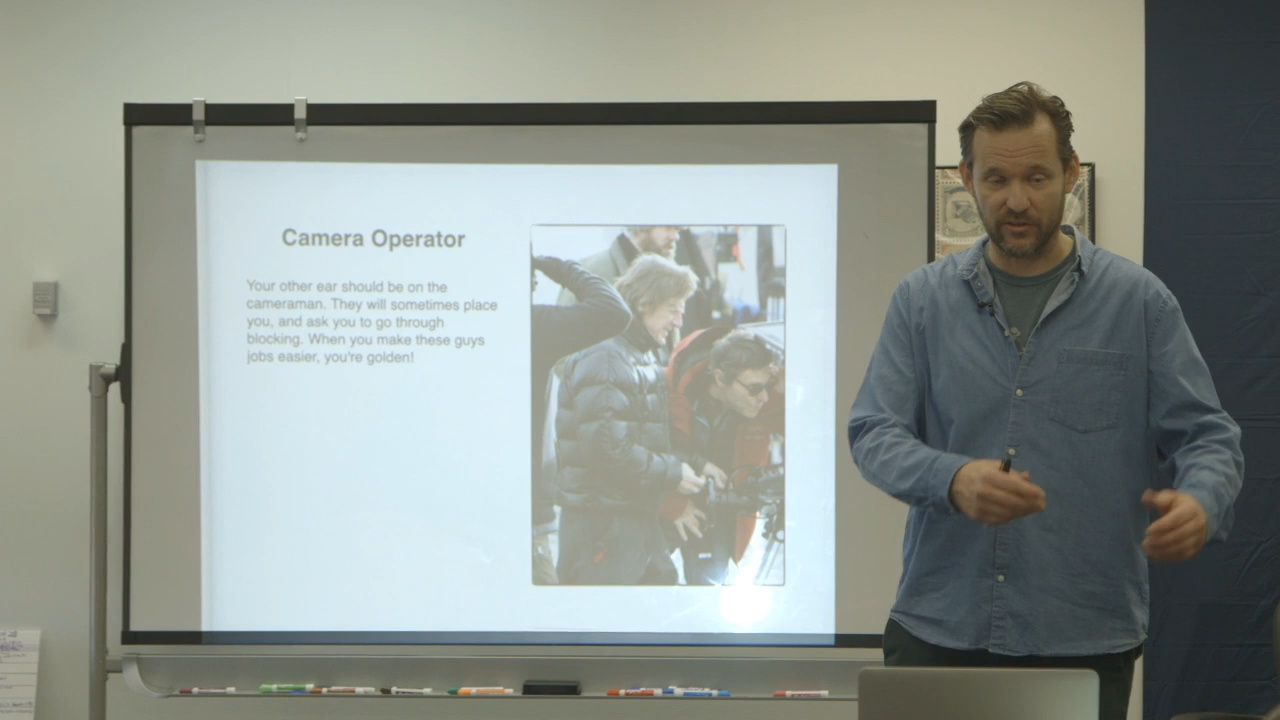 Camera Operator
Your other ear should be on the
cameraman. They will sometimes place
you, and ask you to go through
blocking. When you make these guys
jobs easier, you're golden!